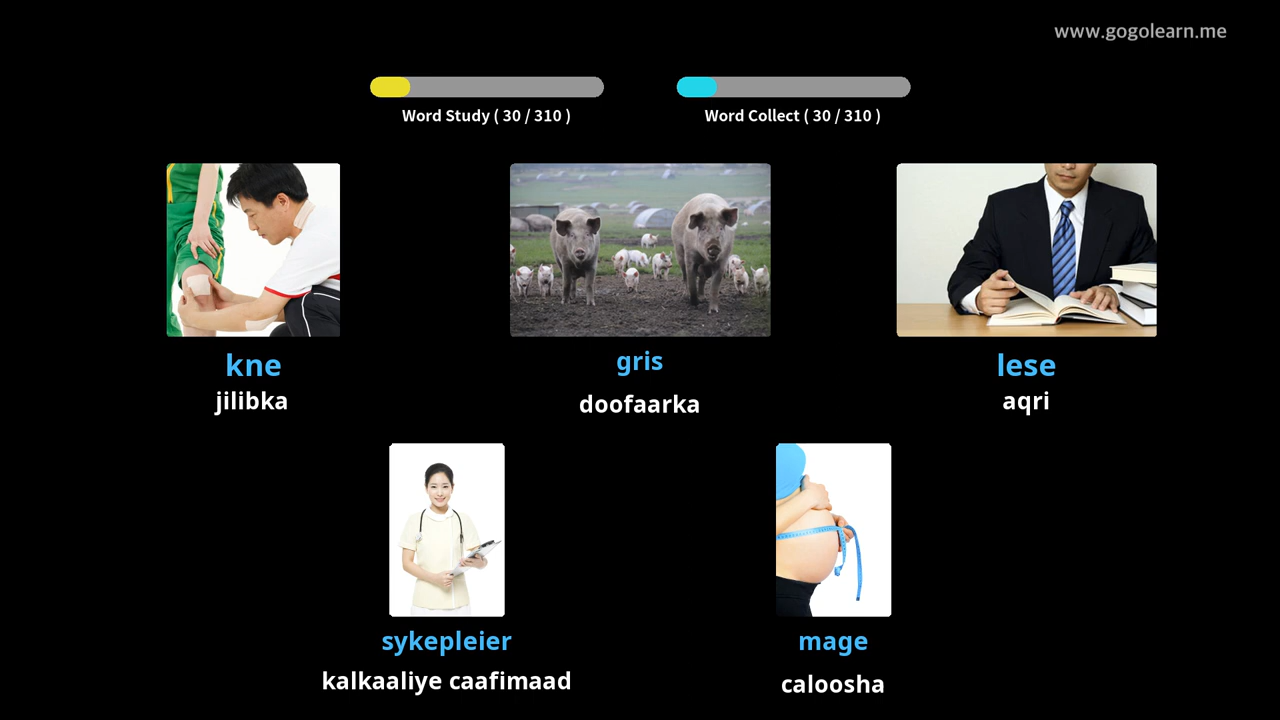 www.gogolearn.me
Word Study ( 30 / 310 )
Word Collect ( 30 / 310 )
kne
jilibka
gris
doofaarka
lese
aqri
sykepleier
kalkaaliye caafimaad
mage
caloosha